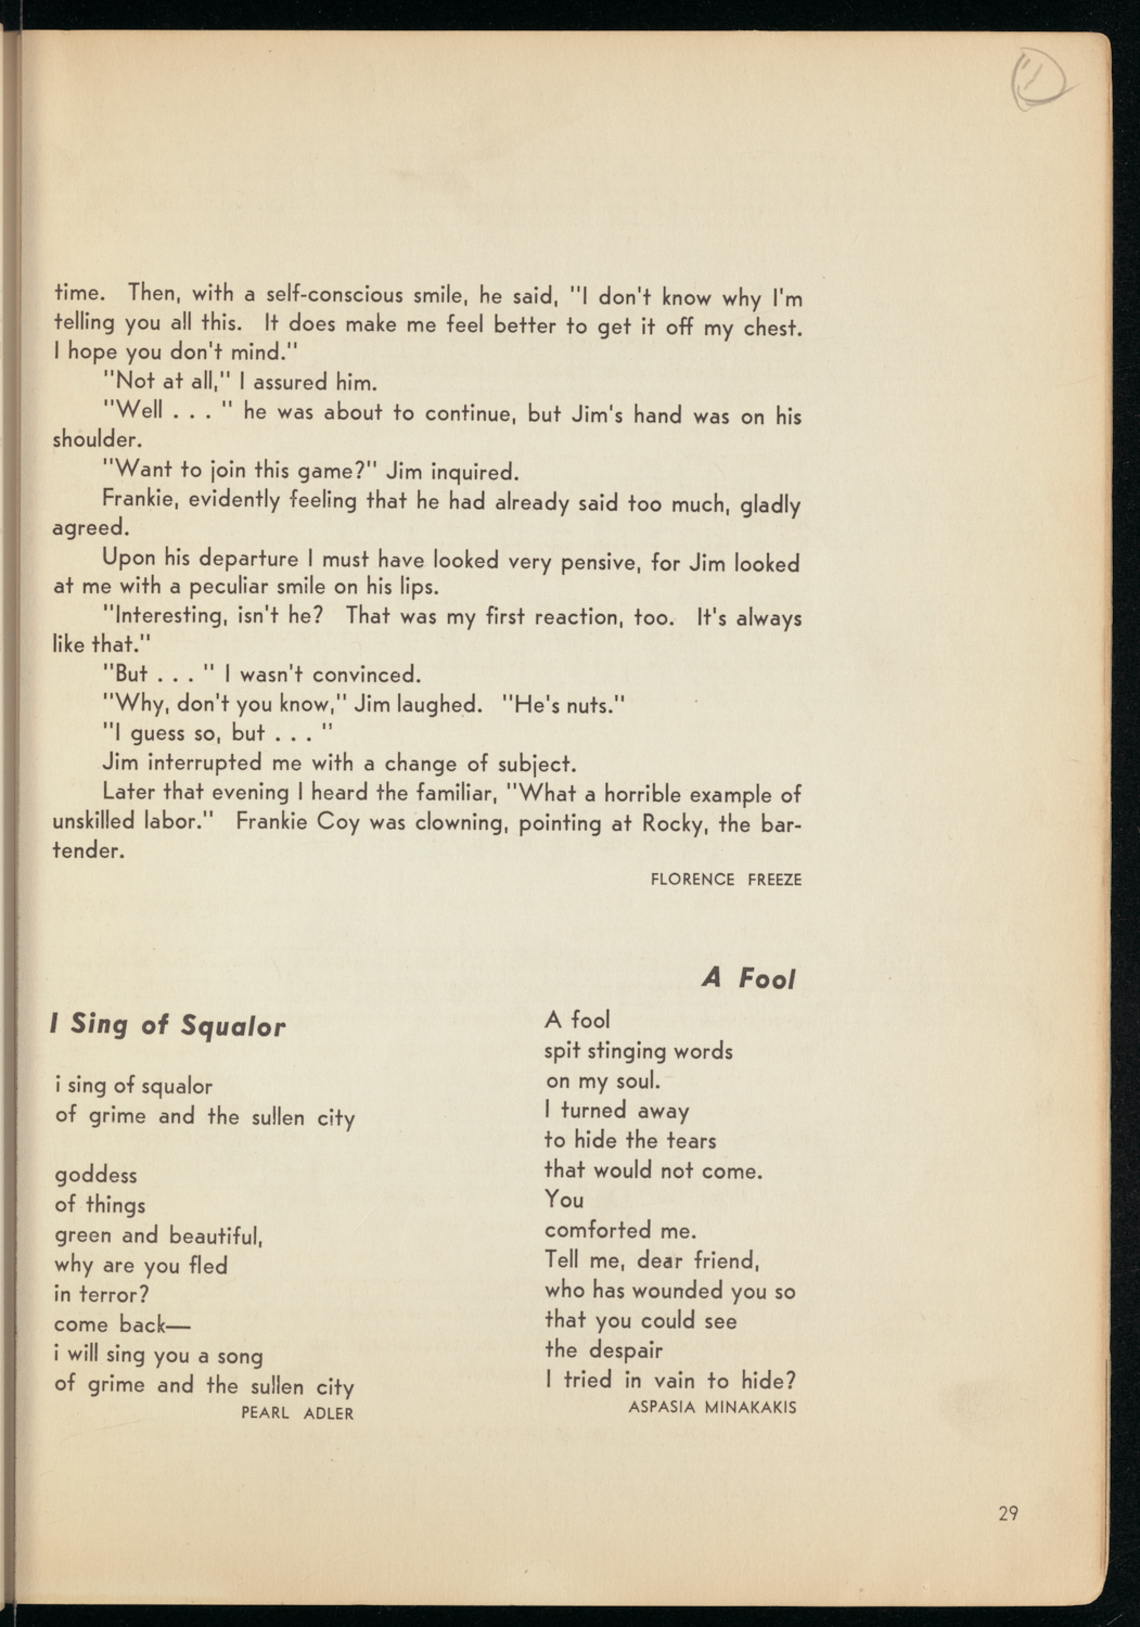 time. Then, with a self-conscious smile, he said, "I don't know why I'm
telling you all this. It does make me feel better to get it off my chest.
I hope you don't mind."
"Not at all," I assured him.
"Well . . . " he was about to continue, but Jim's hand was on his
shoulder.
"Want to join this game?" Jim inquired.
Frankie, evidently feeling that he had already said too much, gladly
agreed.
Upon his departure I must have looked very pensive, for Jim looked
at me with a peculiar smile on his lips.
"Interesting, isn't he? That was my first reaction, too. It's always
like that."
"But . . . " I wasn't convinced.
"Why, don't you know," Jim laughed. "He's nuts."
"I guess so, but . . . "
Jim interrupted me with a change of subject.
Later that evening I heard the familiar, "What a horrible example of
unskilled labor." Frankie Coy was clowning, pointing at Rocky, the bar-
tender.
FLORENCE FREEZE
I Sing of Squalor
i sing of squalor
of grime and the sullen city
goddess
of things
green and beautiful,
why are you fled
in terror?
come back—
i will sing you a song
of grime and the sullen city
PEARL ADLER
A Fool
A fool
spit stinging words
on my soul.
I turned away
to hide the tears
that would not come.
You
comforted me.
Tell me, dear friend,
who has wounded you so
that you could see
the despair
I tried in vain to hide?
ASPASIA MINAKAKIS
29